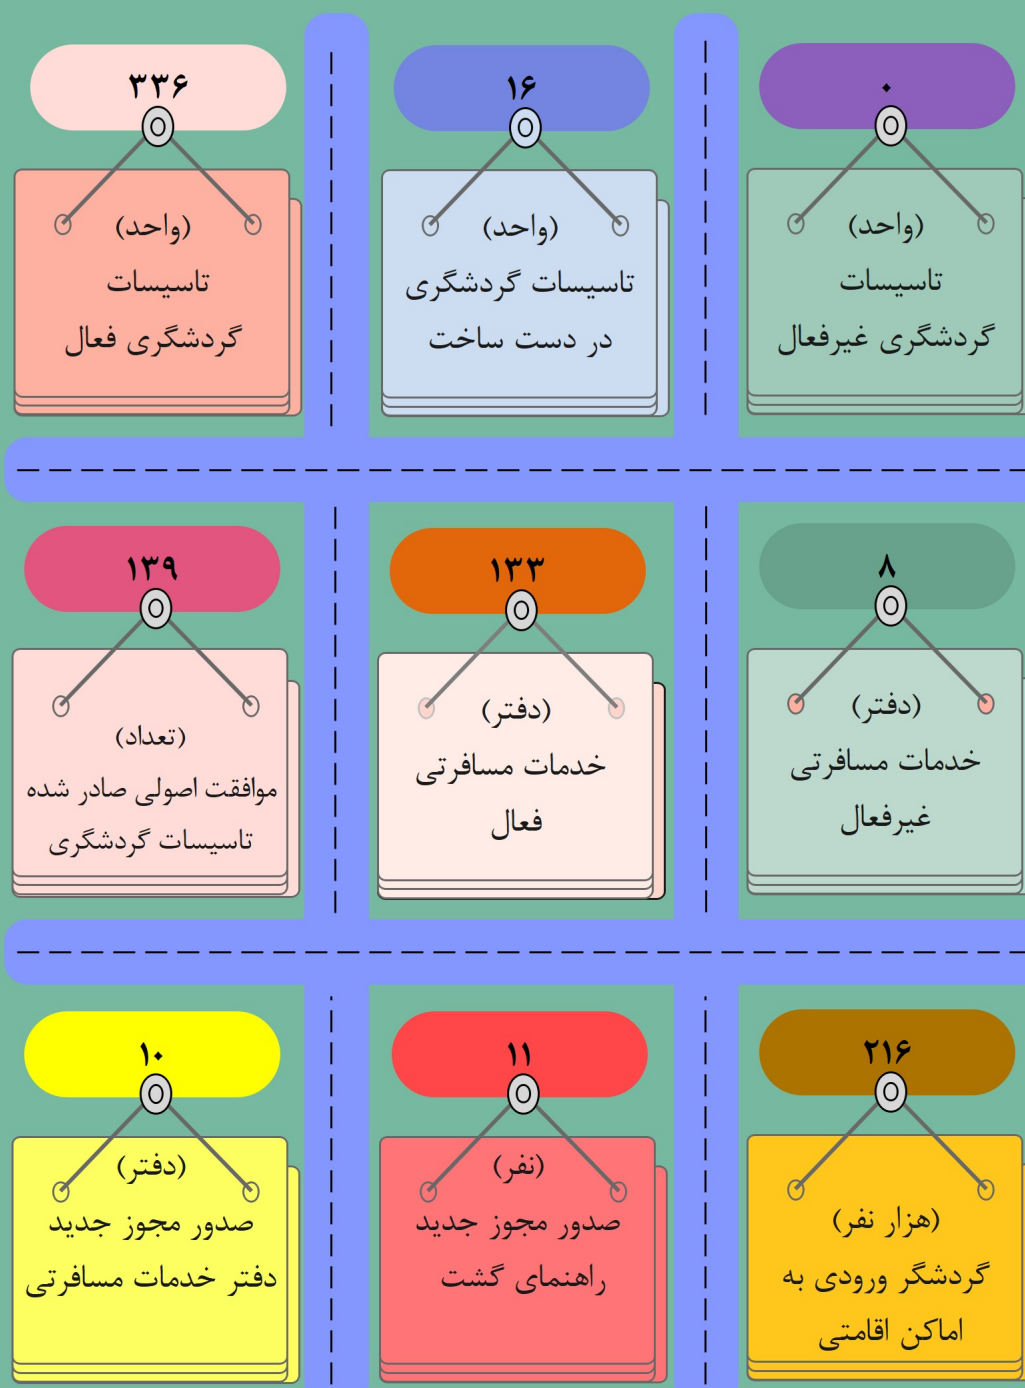 ۰
(واحد)
تاسیسات
گردشگری غیرفعال
۱۶
(واحد)
تاسیسات گردشگری
در دست ساخت
۳۳۶
(واحد)
تاسیسات
گردشگری فعال
۸
(دفتر)
خدمات مسافرتی
غیرفعال
۱۳۳
(دفتر)
خدمات مسافرتی
فعال
۱۳۹
(تعداد)
موافقت اصولی صادر شده
تاسیسات گردشگری
۲۱۶
(هزار نفر)
گردشگر ورودی به
اماکن اقامتی
۱۱
(نفر)
صدور مجوز جدید
راهنمای گشت
۱۰
(دفتر)
صدور مجوز جدید
دفتر خدمات مسافرتی